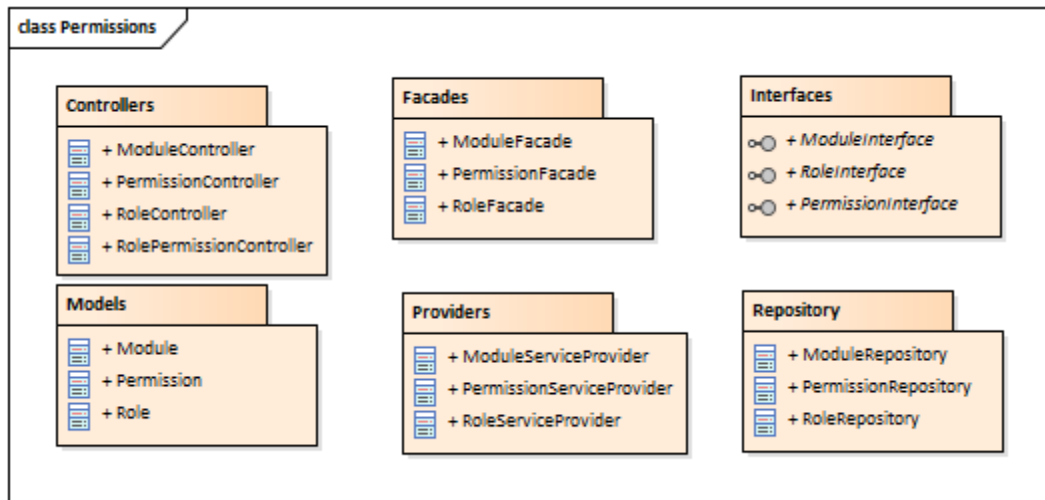 class Permissions
Controllers
+ ModuleController
+ PermissionController
+ RoleController
+ RolePermissionController
Facades
+ ModuleFacade
+ PermissionFacade
+ RoleFacade
Interfaces
+ ModuleInterface
+ RoleInterface
+ PermissionInterface
Models
+ Module
+ Permission
+ Role
Providers
+ ModuleServiceProvider
+ PermissionServiceProvider
+ RoleServiceProvider
Repository
+ ModuleRepository
+ PermissionRepository
+ RoleRepository